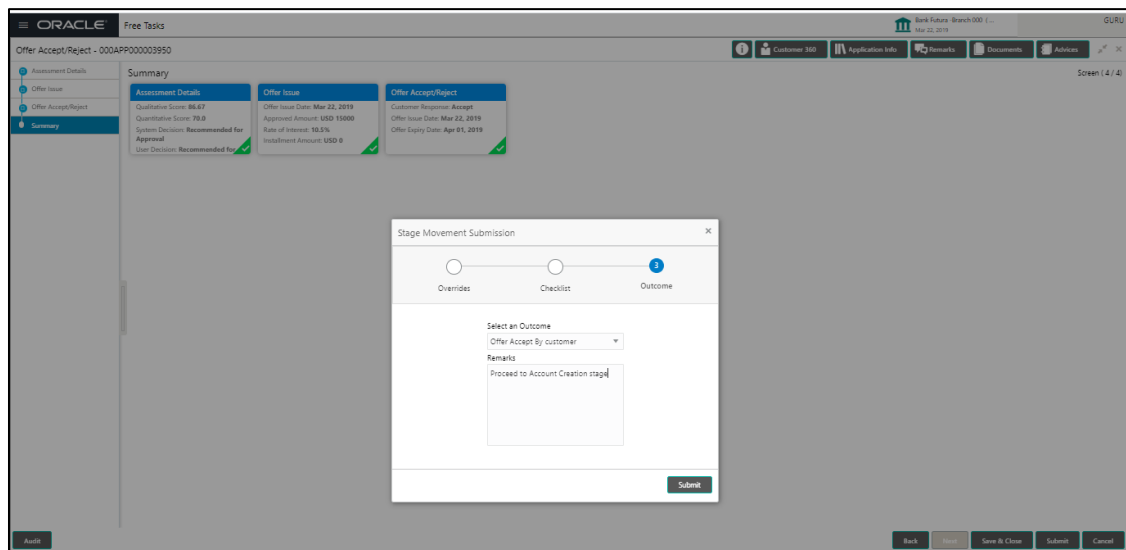 ORACLE
Free Tasks
Bank Futura -Branch 000 (...
Mar 22, 2019
GURU
Offer Accept/Reject - 000APP000003950
i
Customer 360
Application Info
Remarks
Documents
Advices
Assessment Details
Offer Issue
Offer Accept/Reject
Summary
Summary
Screen ( 4 / 4)
Assessment Details
Qualitative Score: 86.67
Quantitative Score: 70.0
System Decision: Recommended for
Approval
User Decision: Recommended for
Offer Issue
Offer Issue Date: Mar 22, 2019
Approved Amount: USD 15000
Rate of Interest: 10.5%
Installment Amount: USD 0
Offer Accept/Reject
Customer Response: Accept
Offer Issue Date: Mar 22, 2019
Offer Expiry Date: Apr 01, 2019
Stage Movement Submission
3
Overrides
Checklist
Outcome
Select an Outcome
Offer Accept By customer
Remarks
Proceed to Account Creation stage
Submit
Audit
Back
Next
Save & Close
Submit
Cancel